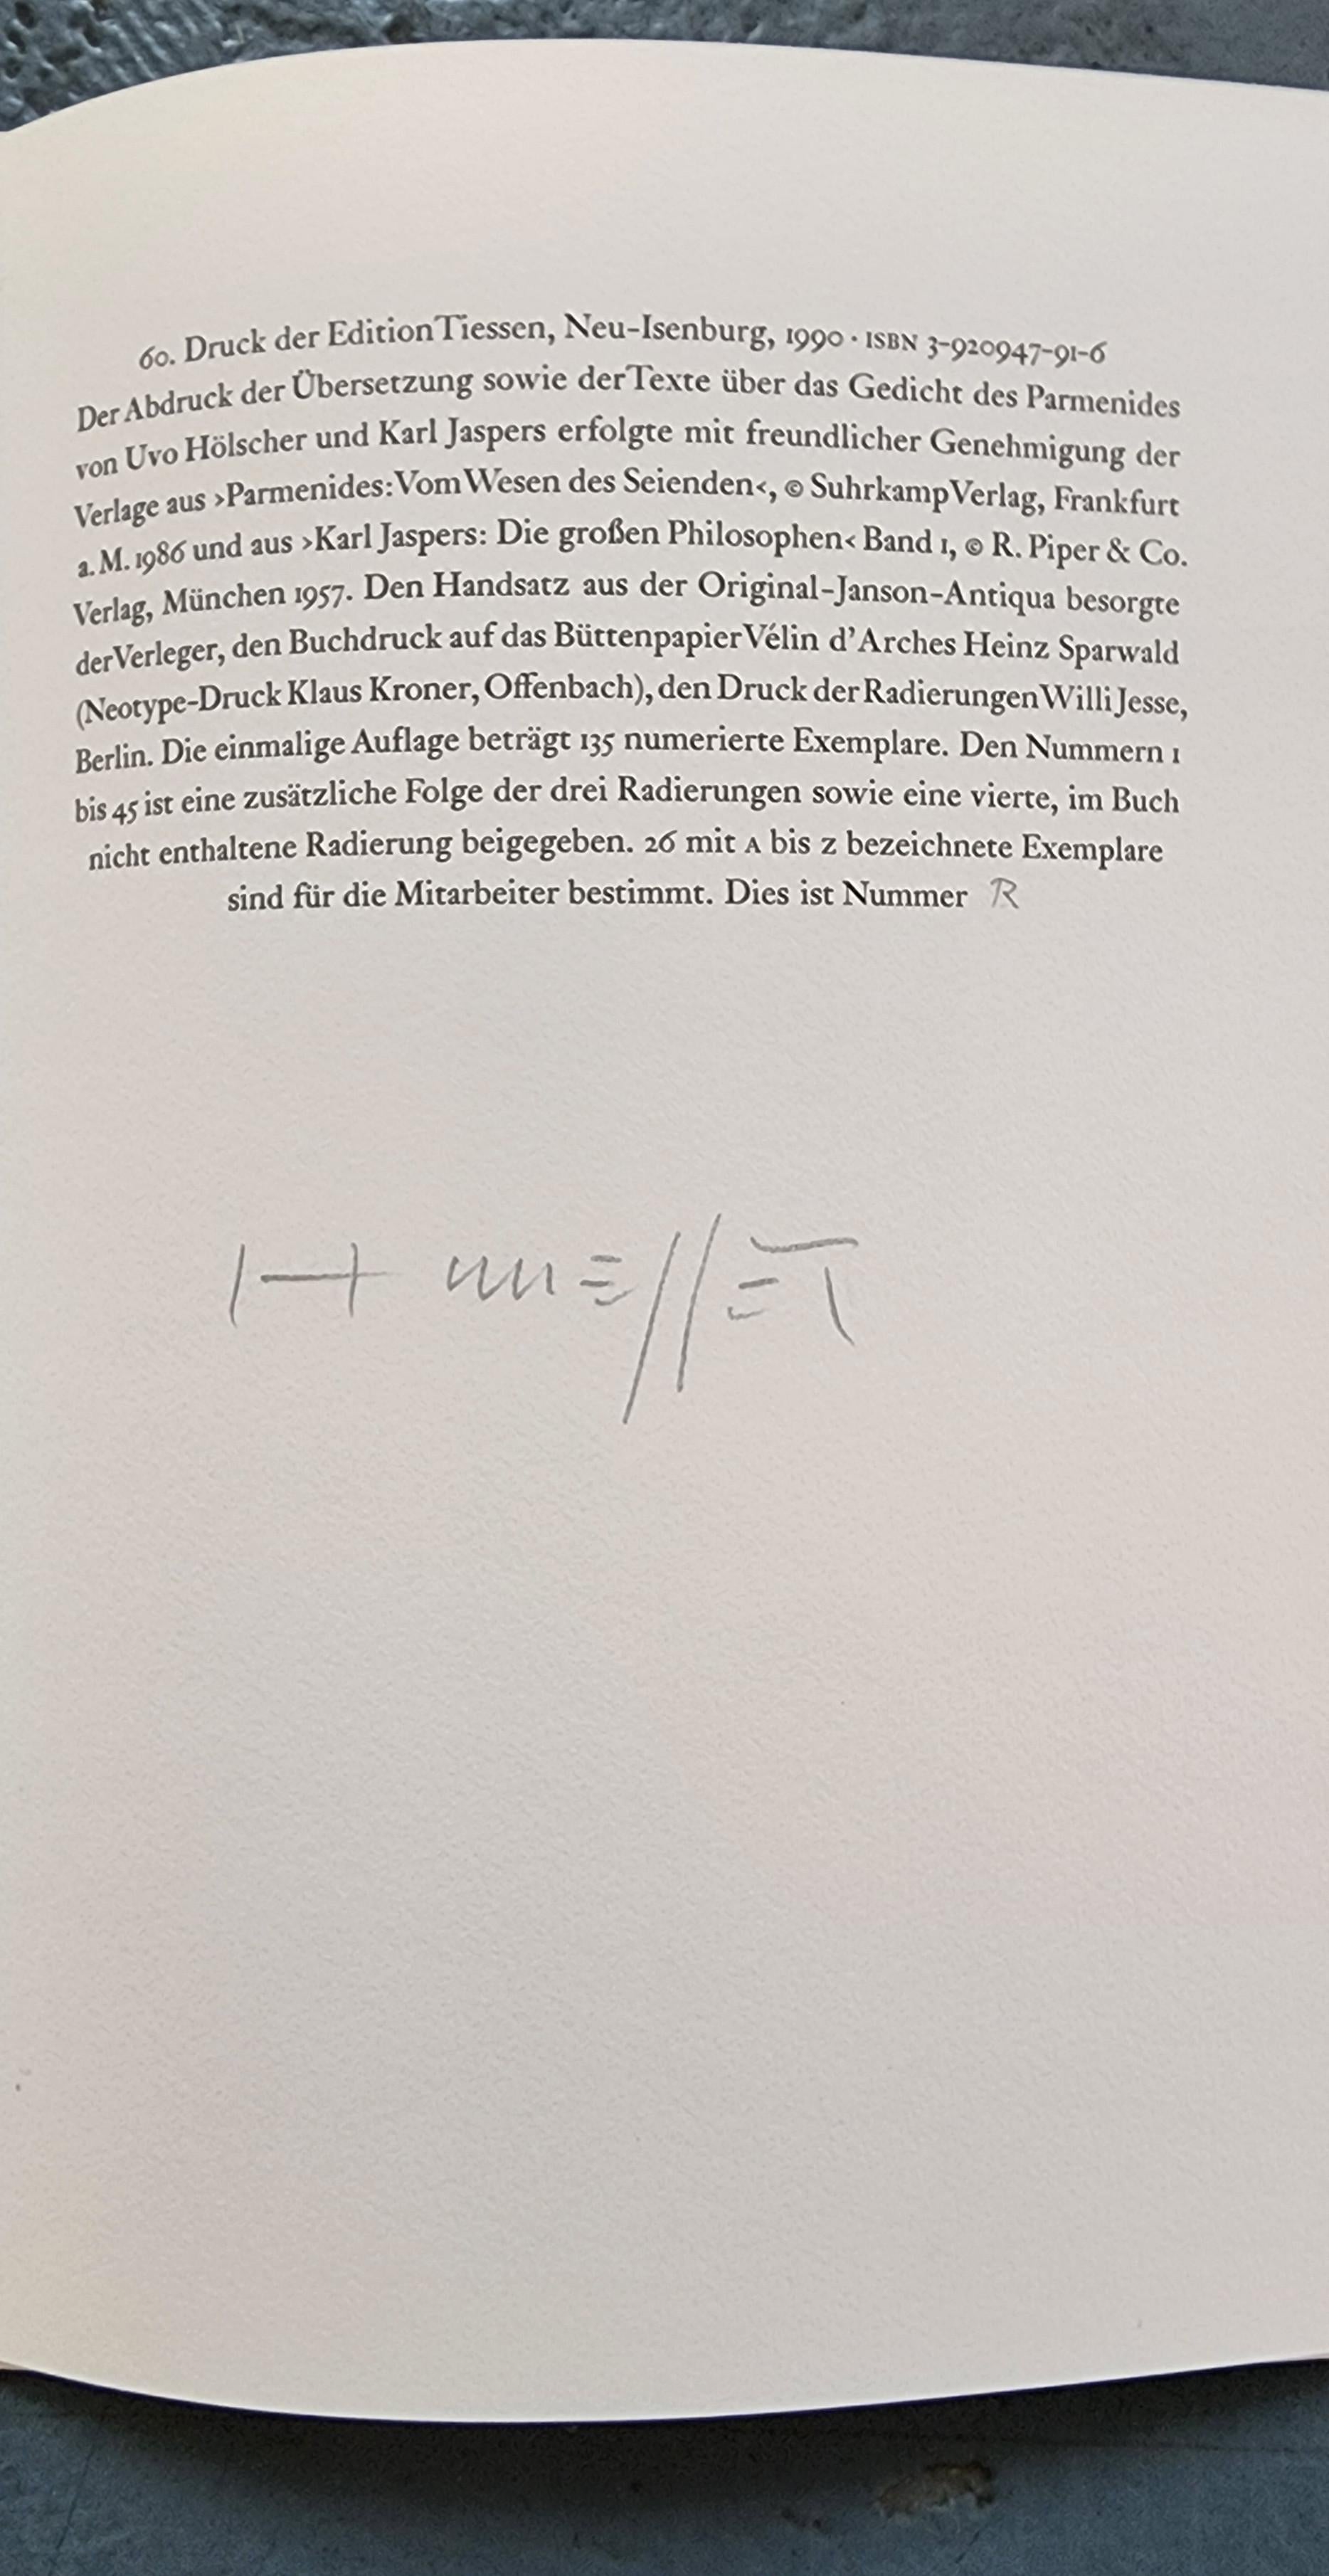 60. Druck der Edition Tiessen, Neu-Isenburg, 1990 · ISBN 3-920947-91-6
Der Abdruck der Übersetzung sowie der Texte über das Gedicht des Parmenides
von Uvo Hölscher und Karl Jaspers erfolgte mit freundlicher Genehmigung der
Verlage aus ›Parmenides: Vom Wesen des Seienden‹, © Suhrkamp Verlag, Frankfurt
a. M. 1986 und aus ›Karl Jaspers: Die großen Philosophen‹ Band 1, © R. Piper & Co.
Verlag, München 1957. Den Handsatz aus der Original-Janson-Antiqua besorgte
der Verleger, den Buchdruck auf das Büttenpapier Vélin d’Arches Heinz Sparwald
(Neotype-Druck Klaus Kroner, Offenbach), den Druck der Radierungen Willi Jesse,
Berlin. Die einmalige Auflage beträgt 135 numerierte Exemplare. Den Nummern 1
bis 45 ist eine zusätzliche Folge der drei Radierungen sowie eine vierte, im Buch
nicht enthaltene Radierung beigegeben. 26 mit A bis Z bezeichnete Exemplare
sind für die Mitarbeiter bestimmt. Dies ist Nummer R